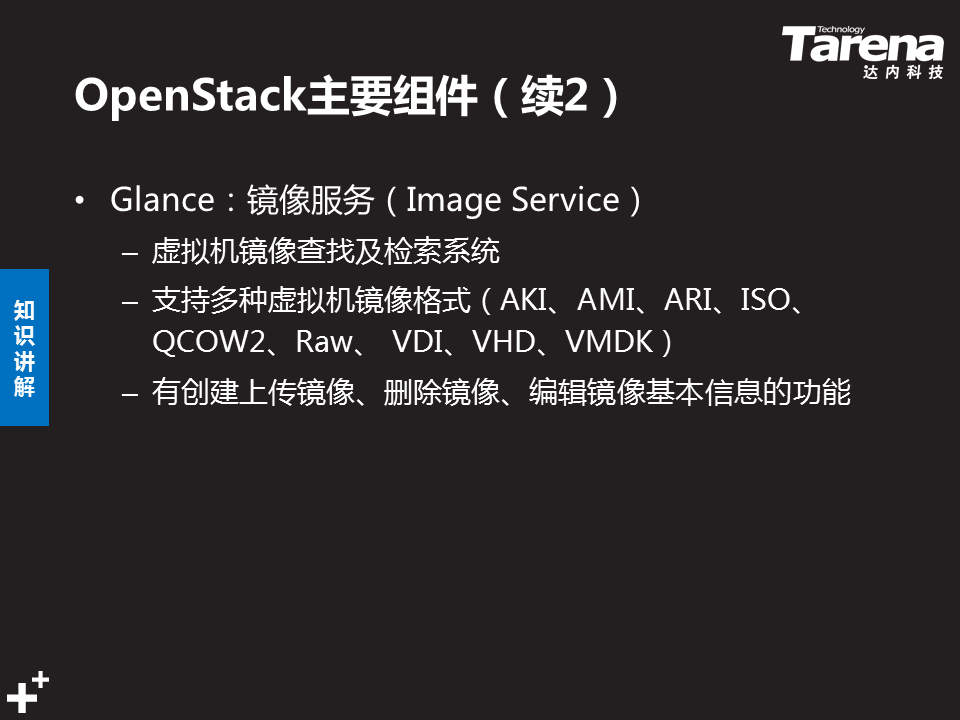 Technology
Tarena
达内科技
OpenStack主要组件（续2）
• Glance：镜像服务（Image Service）
– 虚拟机镜像查找及检索系统
– 支持多种虚拟机镜像格式（AKI、AMI、ARI、ISO、
QCOW2、Raw、 VDI、VHD、VMDK）
– 有创建上传镜像、删除镜像、编辑镜像基本信息的功能
知
识
讲
解